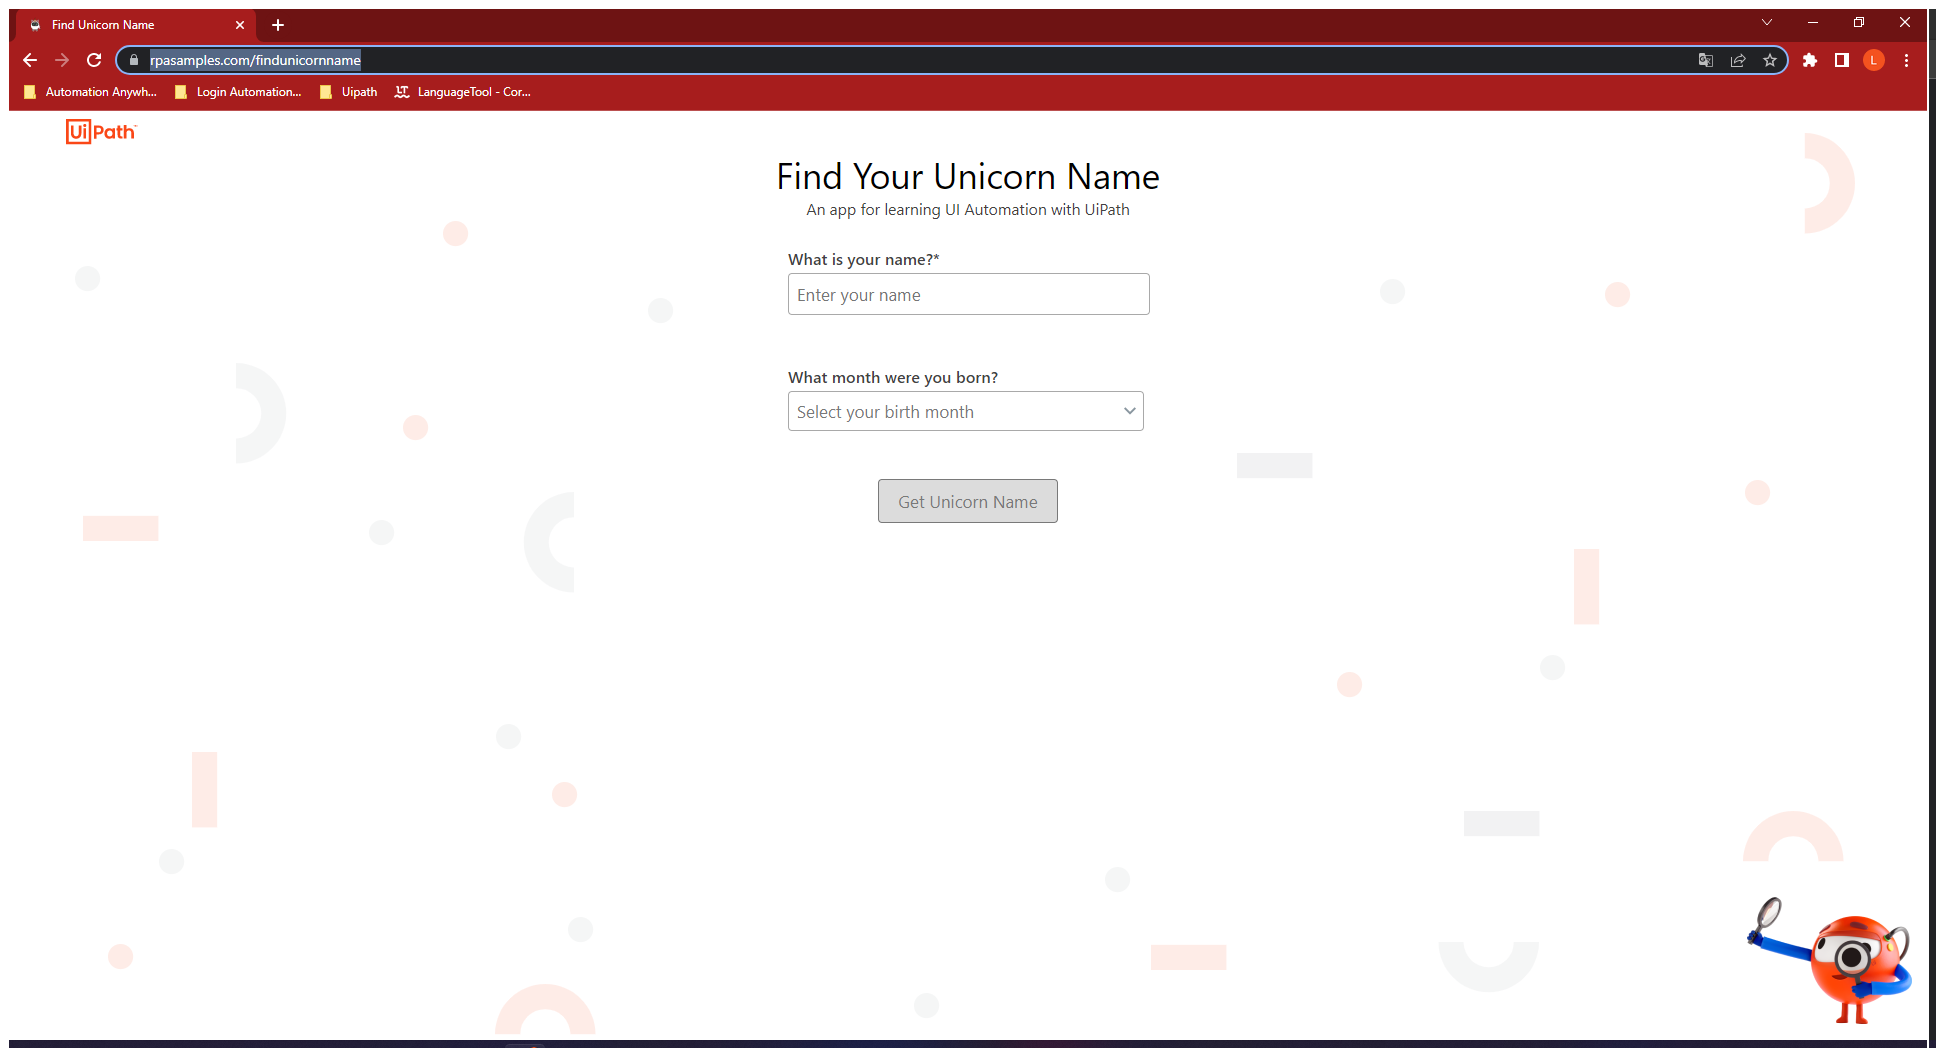 Find Unicorn Name
rpasamples.com/findunicornname
L
Automation Anywh...
Login Automation...
Uipath
LT
LanguageTool - Cor...
UiPath
Find Your Unicorn Name
An app for learning UI Automation with UiPath
What is your name?*
Enter your name
What month were you born?
Select your birth month
Get Unicorn Name